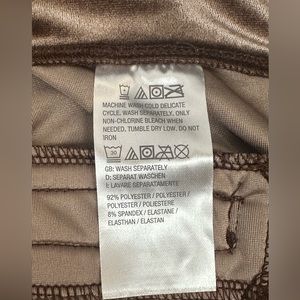 MACHINE WASH COLD DELICATE
CYCLE, WASH SEPARATELY, ONLY
NON-CHLORINE BLEACH WHEN
NEEDED. TUMBLE DRY LOW, DO NOT
IRON
30
GB: WASH SEPARATELY
D: SEPARAT WASCHEN
I: LAVARE SEPARATAMENTE
92% POLYESTER / POLYESTER /
POLYESTER / POLIESTERE
8% SPANDEX / ELASTANE /
ELASTHAN / ELASTAN